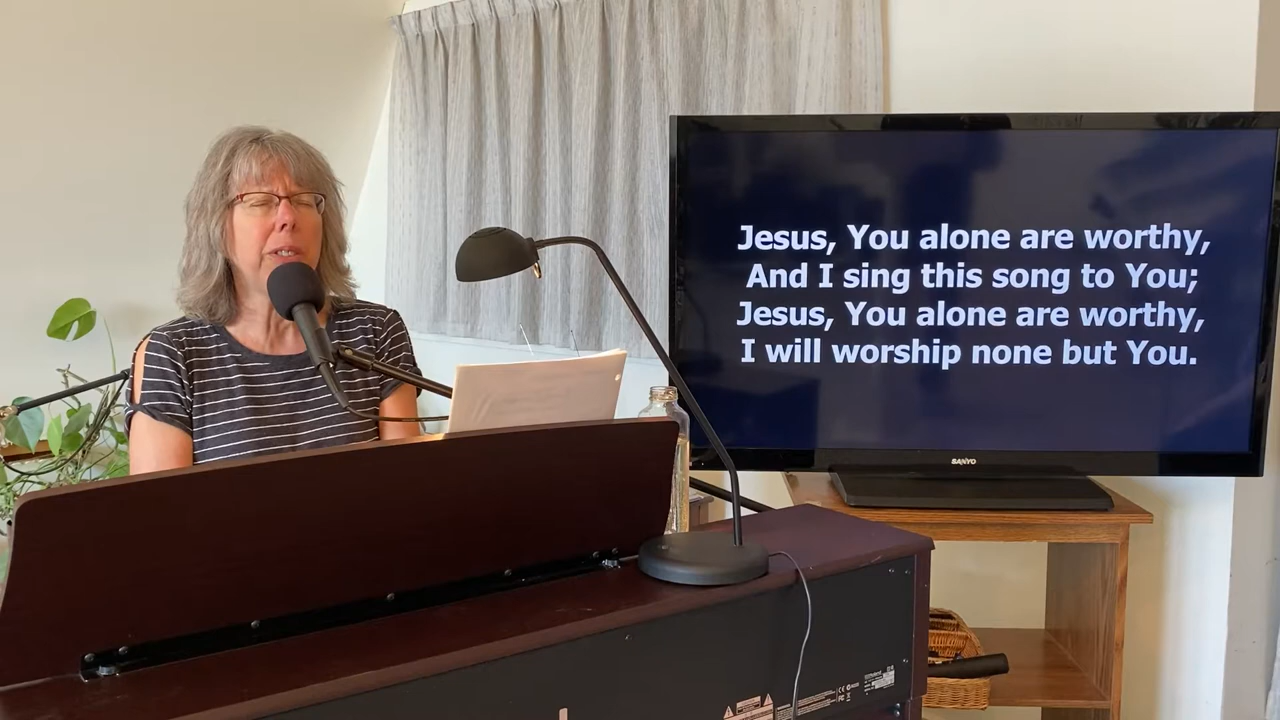 Jesus, You alone are worthy,
And I sing this song to You;
Jesus, You alone are worthy,
I will worship none but You.
SANYO